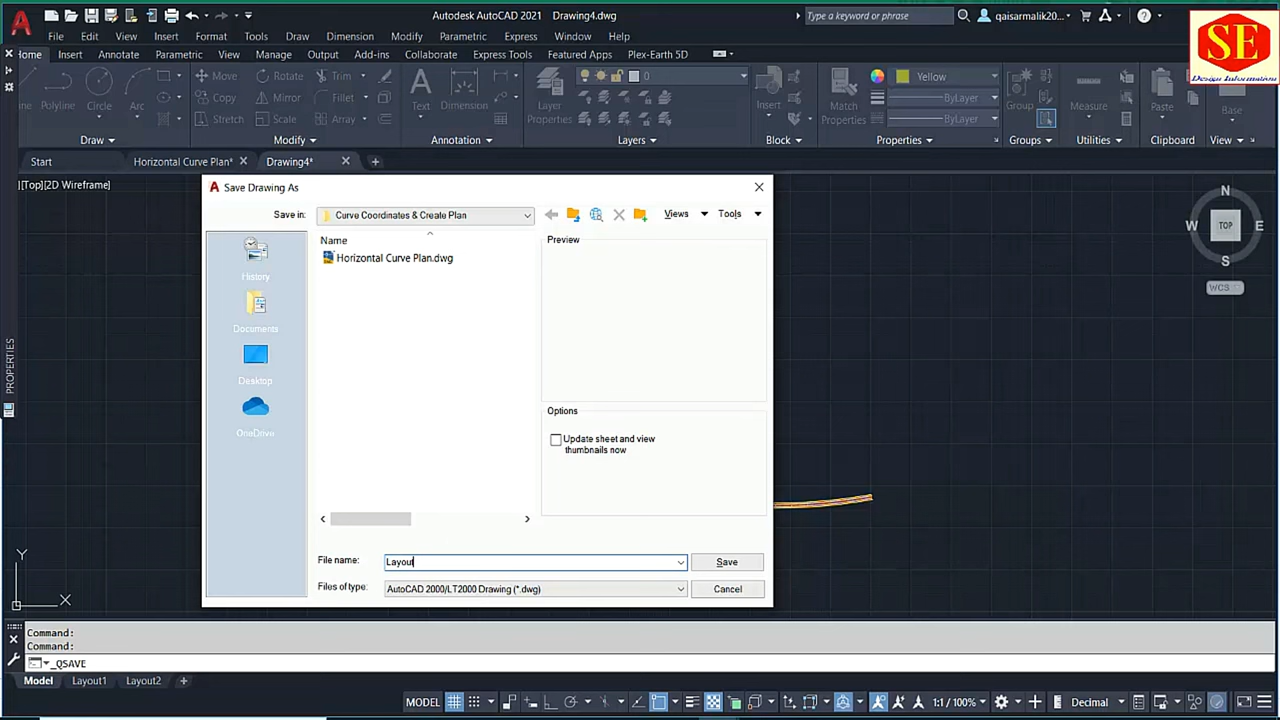 Autodesk AutoCAD 2021 Drawing4.dwg
Type a keyword or phrase
qaisarmalik20...
SE
Design Information
File Edit View Insert Format Tools Draw Dimension Modify Parametric Window Help
Home Insert Annotate Parametric View Manage Output Add-ins Collaborate Express Tools Featured Apps Plex-Earth 5D
Polyline Circle Arc
Move Rotate Trim
Copy Mirror Fillet
Stretch Scale Array
Text Dimension
Layer Properties
0
Insert
Match Properties
Yellow
ByLayer
ByLayer
Group
Measure
Paste
Base
Draw Modify Annotation Layers Block Properties Groups Utilities Clipboard View
Start Horizontal Curve Plan* Drawing4*
[Top][2D Wireframe]
N
W TOP E
S
WCS
PROPERTIES
Save Drawing As
Save in: Curve Coordinates & Create Plan
Views Tools
Name
Horizontal Curve Plan.dwg
Preview
History
Documents
Desktop
OneDrive
Options
Update sheet and view
thumbnails now
File name: Layout
Save
Files of type: AutoCAD 2000/LT2000 Drawing (*.dwg)
Cancel
Y
X
Command:
Command:
_QSAVE
Model Layout1 Layout2
MODEL 1:1 / 100% Decimal